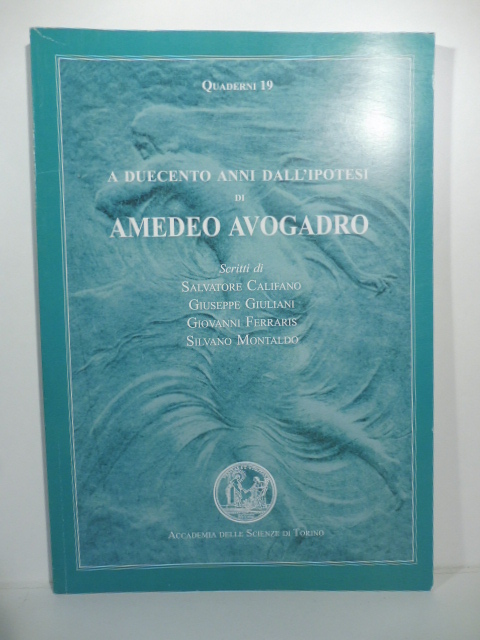 QUADERNI 19
A DUECENTO ANNI DALL'IPOTESI
DI
AMEDEO AVOGADRO
Scritti di
SALVATORE CALIFANO
GIUSEPPE GIULIANI
GIOVANNI FERRARIS
SILVANO MONTALDO
ACCADEMIA DELLE SCIENZE DI TORINO